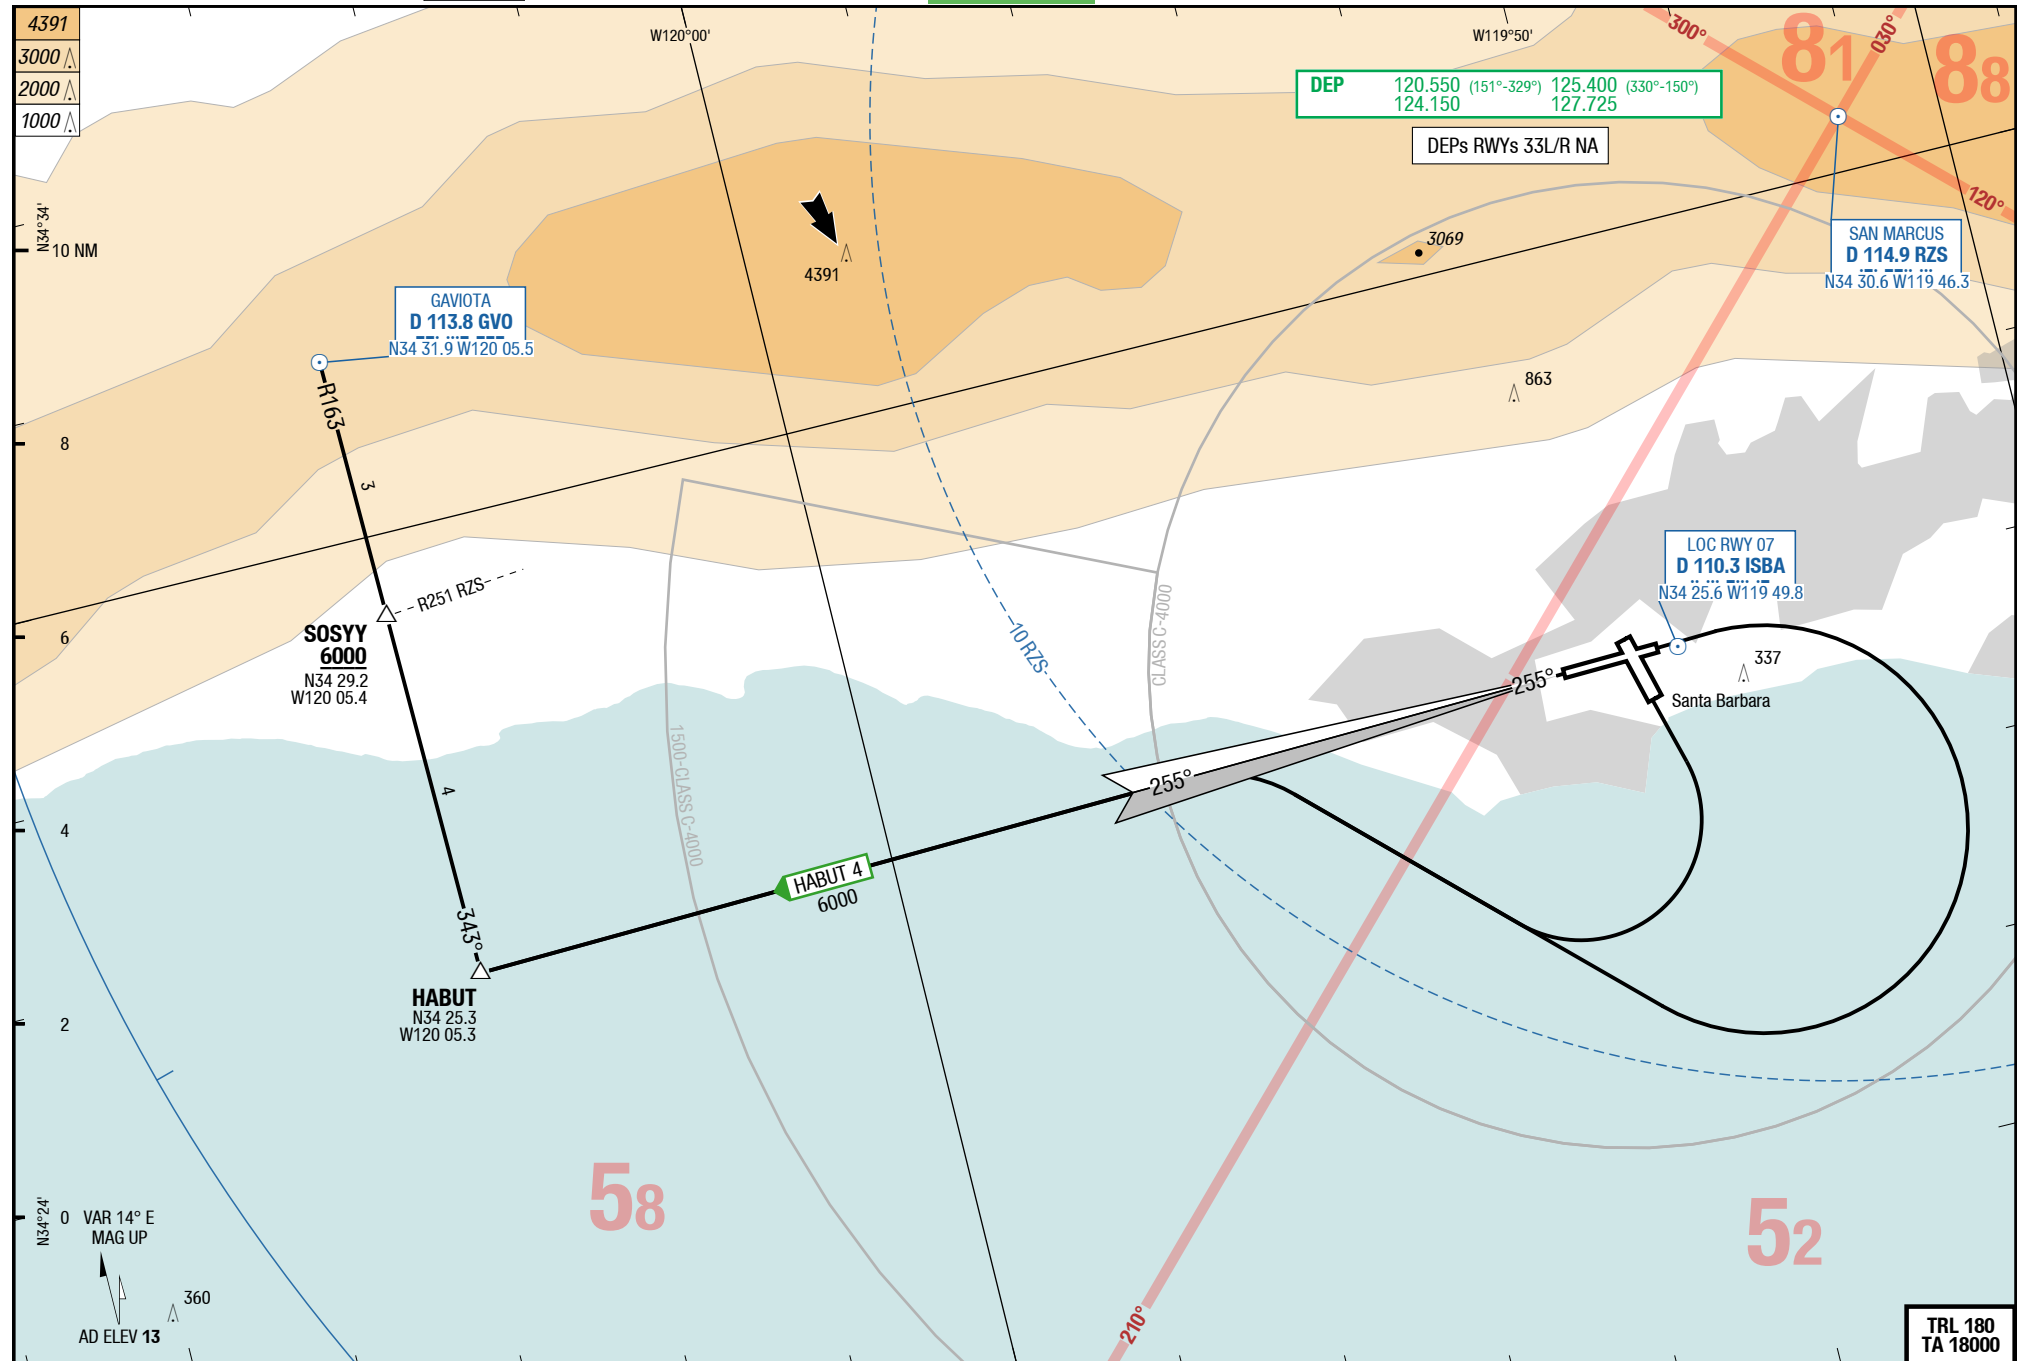 4391
3000
2000
1000
W120°00'
W119°50'
300°
030°
81
88
DEP 120.550 (151°-329°) 125.400 (330°-150°)
124.150 127.725
DEPs RWYs 33L/R NA
120°
N34°34'
10 NM
4391
3069
SAN MARCUS
D 114.9 RZS
N34 30.6 W119 46.3
GAVIOTA
D 113.8 GVO
N34 31.9 W120 05.5
R163
863
8
3
R251 RZS
SOSYY
6000
N34 29.2
W120 05.4
6
10 RZS
CLASS C-4000
LOC RWY 07
D 110.3 ISBA
N34 25.6 W119 49.8
337
Santa Barbara
255°
255°
1500-CLASS C-4000
4
4
HABUT 4
6000
343°
HABUT
N34 25.3
W120 05.3
2
58
52
N34°24'
0
VAR 14° E
MAG UP
360
AD ELEV 13
210°
TRL 180
TA 18000